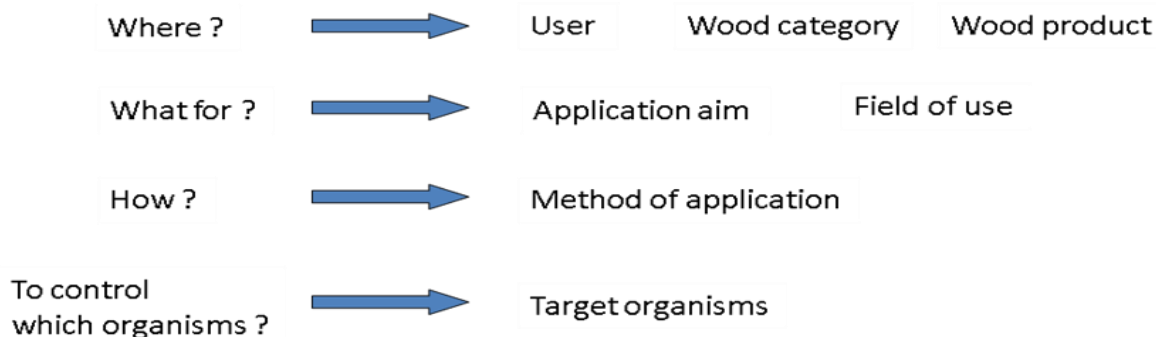 Where ? User Wood category Wood product
What for ? Application aim Field of use
How ? Method of application
To control
which organisms ? Target organisms